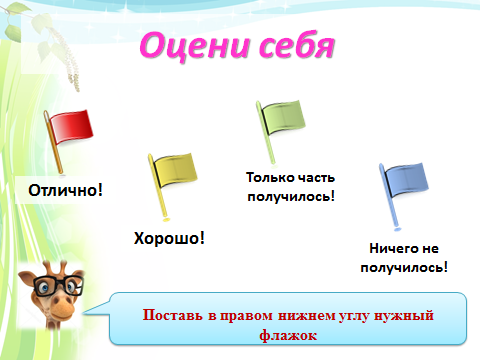 Оцени себя
Отлично!
Хорошо!
Только часть
получилось!
Ничего не
получилось!
Поставь в правом нижнем углу нужный
флажок